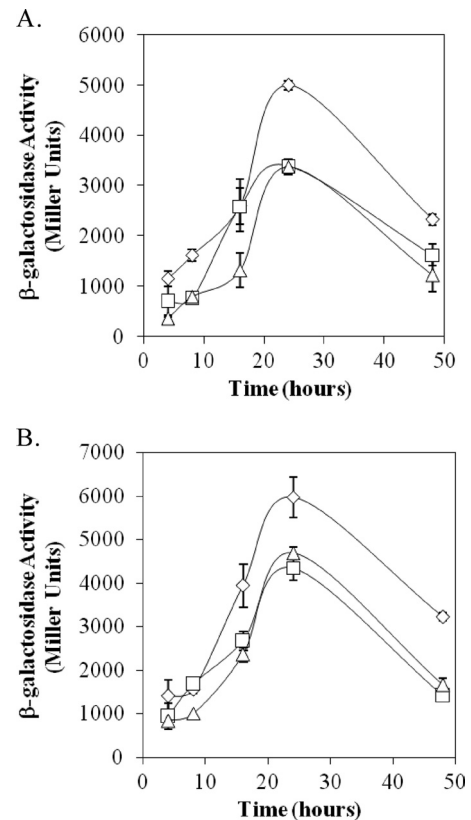 A.
6000
5000
4000
3000
2000
1000
0
β-galactosidase Activity
(Miller Units)
0 10 20 30 40 50
Time (hours)
B.
7000
6000
5000
4000
3000
2000
1000
0
β-galactosidase Activity
(Miller Units)
0 10 20 30 40 50
Time (hours)